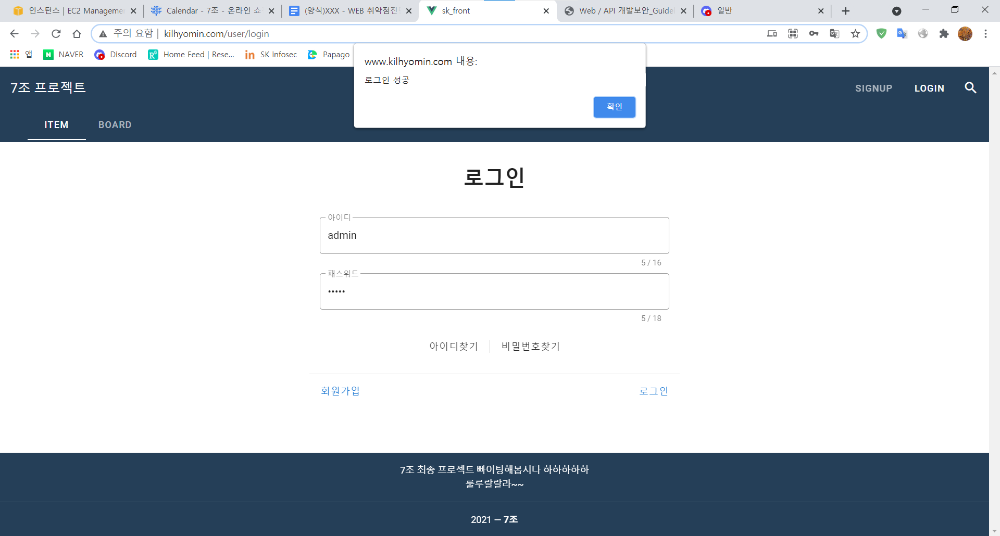 인스턴스 | EC2 Manageme
Calendar - 7조 - 온라인 쇼
(양식)XXX - WEB 취약점진
sk_front
Web / API 개발보안_Guide
일반
주의 요함 | kilhyomin.com/user/login
앱
NAVER
Discord
Home Feed | Rese...
SK infosec
Papago
www.kilhyomin.com 내용:
로그인 성공
확인
7조 프로젝트
SIGNUP
LOGIN
ITEM
BOARD
로그인
아이디
admin
5 / 16
패스워드
•••••
5 / 18
아이디찾기
비밀번호찾기
회원가입
로그인
7조 최종 프로젝트 빠이팅해봅시다 하하하하하
룰루랄랄라~~
2021 — 7조